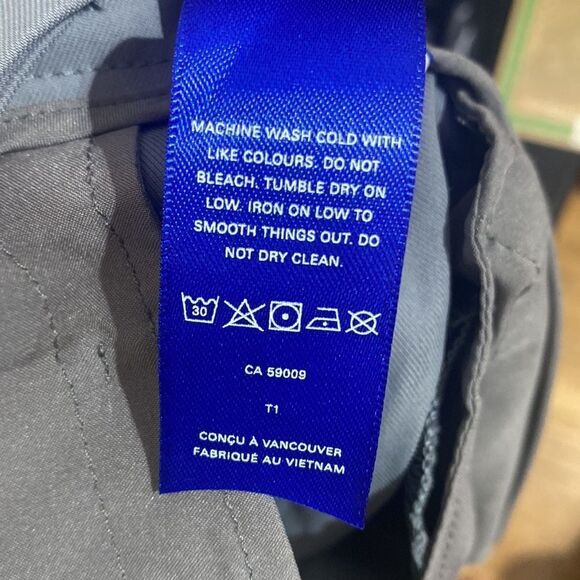 MACHINE WASH COLD WITH
LIKE COLOURS. DO NOT
BLEACH. TUMBLE DRY ON
LOW. IRON ON LOW TO
SMOOTH THINGS OUT. DO
NOT DRY CLEAN.
30
CA 59009
T1
CONÇU À VANCOUVER
FABRIQUÉ AU VIETNAM